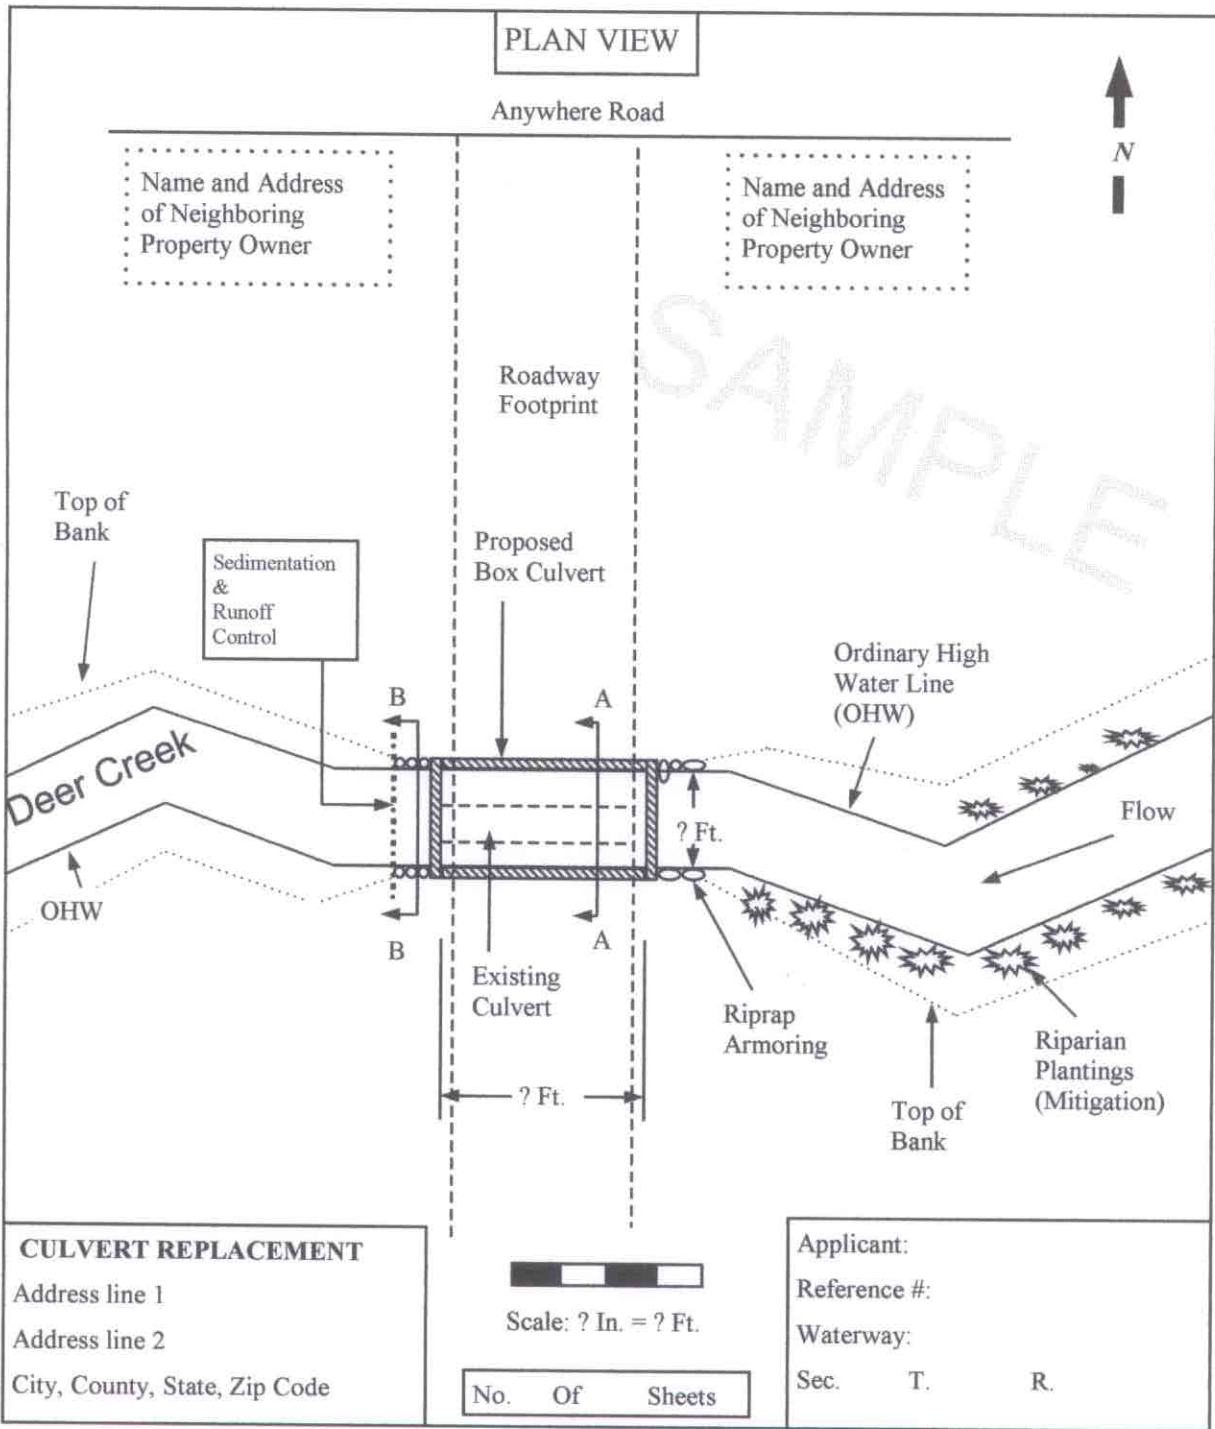 PLAN VIEW
Anywhere Road
N
Name and Address
of Neighboring
Property Owner
Name and Address
of Neighboring
Property Owner
SAMPLE
Roadway
Footprint
Top of
Bank
Sedimentation
&
Runoff
Control
Proposed
Box Culvert
Ordinary High
Water Line
(OHW)
B
A
Deer Creek
Flow
? Ft.
OHW
B
A
Existing
Culvert
Riprap
Armoring
Riparian
Plantings
(Mitigation)
? Ft.
Top of
Bank
CULVERT REPLACEMENT
Address line 1
Address line 2
City, County, State, Zip Code
Scale: ? In. = ? Ft.
No. Of Sheets
Applicant:
Reference #:
Waterway:
Sec. T. R.